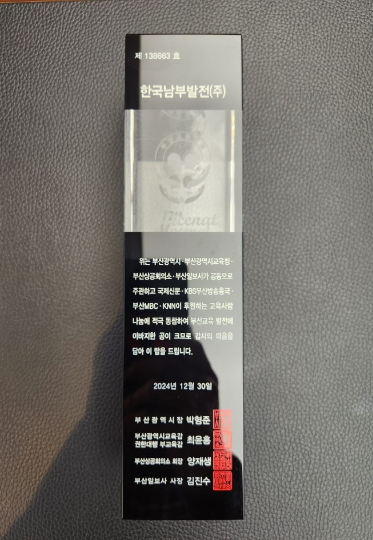 제 138663 호
한국남부발전(주)
위는 부산광역시·부산광역시교육청·
부산상공회의소·부산일보사가 공동으로
주관하고 국제신문·KBS부산방송총국·
부산MBC·KNN이 후원하는 교육사랑
나눔에 적극 동참하여 부산교육 발전에
이바지한 공이 크므로 감사의 마음을
담아 이 탑을 드립니다.
2024년 12월 30일
부산광역시장 박형준
부산광역시교육감
권한대행 부교육감 최윤홍
부산상공회의소 회장 양재생
부산일보사 사장 김진수